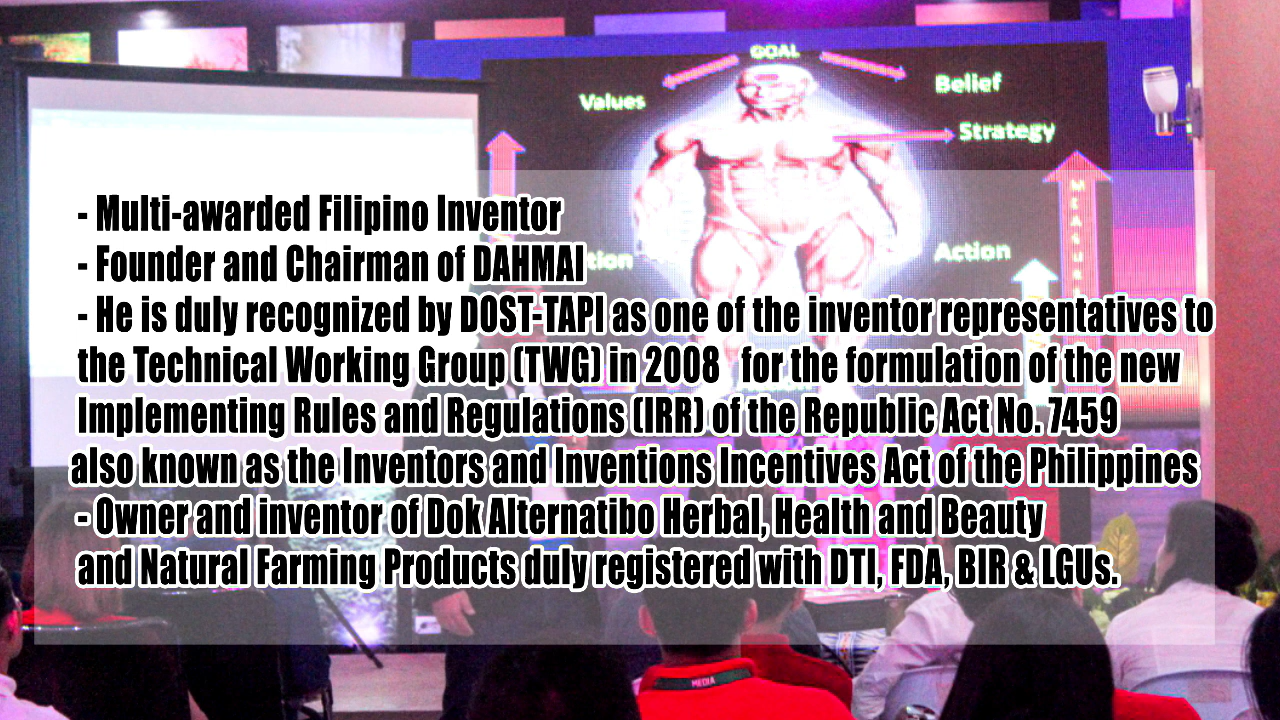 GOAL
Values
Belief
Strategy
- Multi-awarded Filipino Inventor
- Founder and Chairman of DAHMAI
tion
Action
- He is duly recognized by DOST-TAPI as one of the inventor representatives to
the Technical Working Group (TWG) in 2008 for the formulation of the new
Implementing Rules and Regulations (IRR) of the Republic Act No. 7459
also known as the Inventors and Inventions Incentives Act of the Philippines
- Owner and inventor of Dok Alternatibo Herbal, Health and Beauty
and Natural Farming Products duly registered with DTI, FDA, BIR & LGUs.
MEDIA